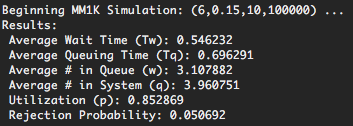 Beginning MM1K Simulation: (6,0.15,10,100000) ...
Results:
Average Wait Time (Tw): 0.546232
Average Queuing Time (Tq): 0.696291
Average # in Queue (w): 3.107882
Average # in System (q): 3.960751
Utilization (p): 0.852869
Rejection Probability: 0.050692